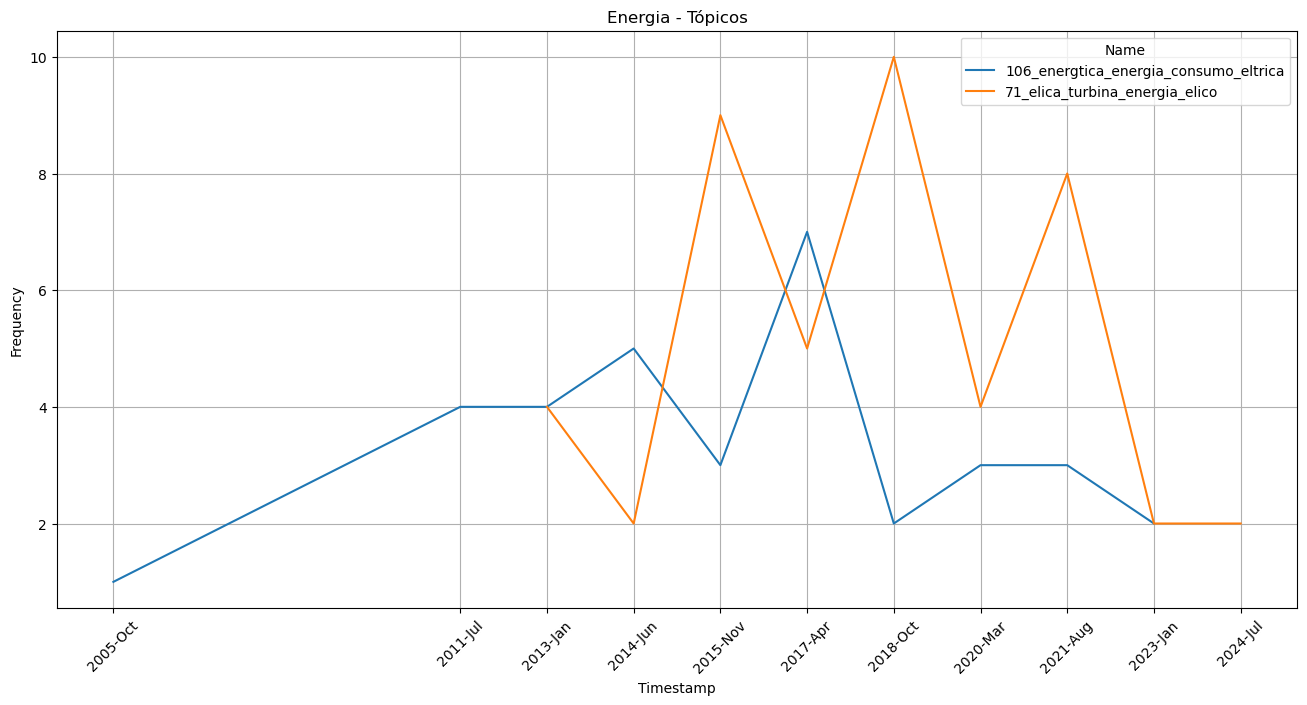 Energia - Tópicos
Name
106_energtica_energia_consumo_eltrica
71_elica_turbina_energia_elico
Frequency
10
8
6
4
2
2005-Oct
2011-Jul
2013-Jan
2014-Jun
2015-Nov
2017-Apr
2018-Oct
2020-Mar
2021-Aug
2023-Jan
2024-Jul
Timestamp